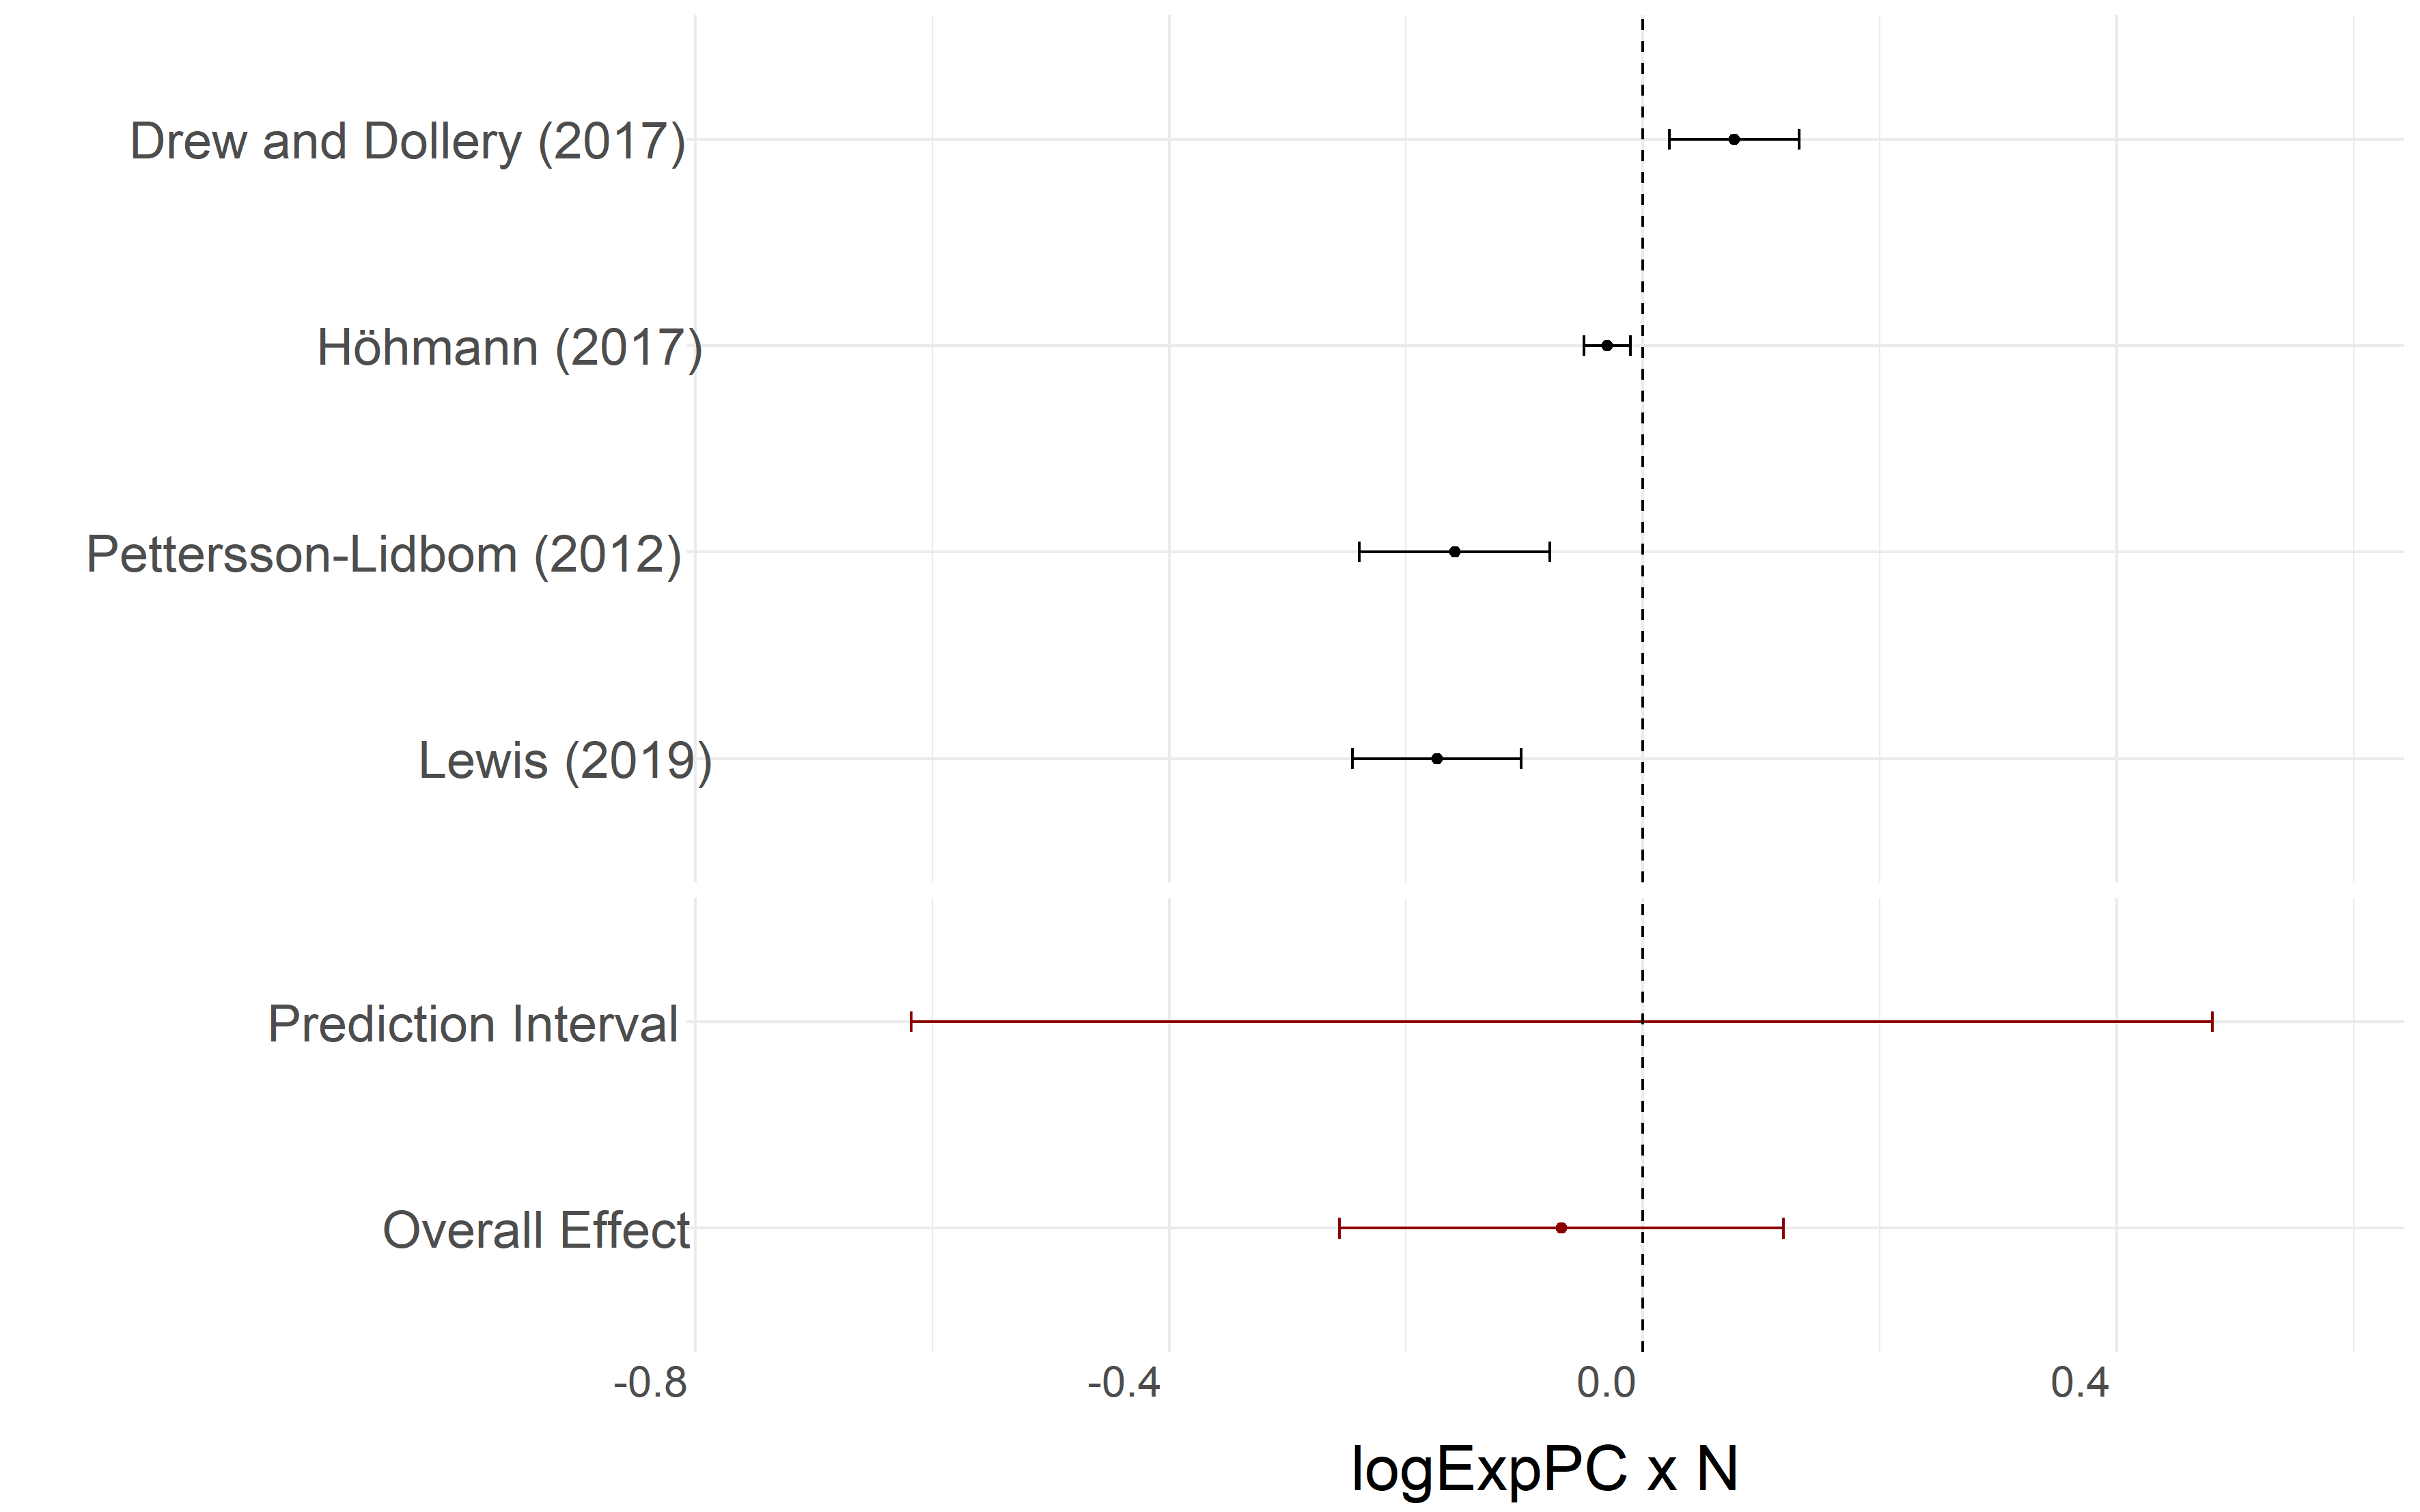 Drew and Dollery (2017)
Höhmann (2017)
Pettersson-Lidbom (2012)
Lewis (2019)
Prediction Interval
Overall Effect
-0.8 -0.4 0.0 0.4
logExpPC x N